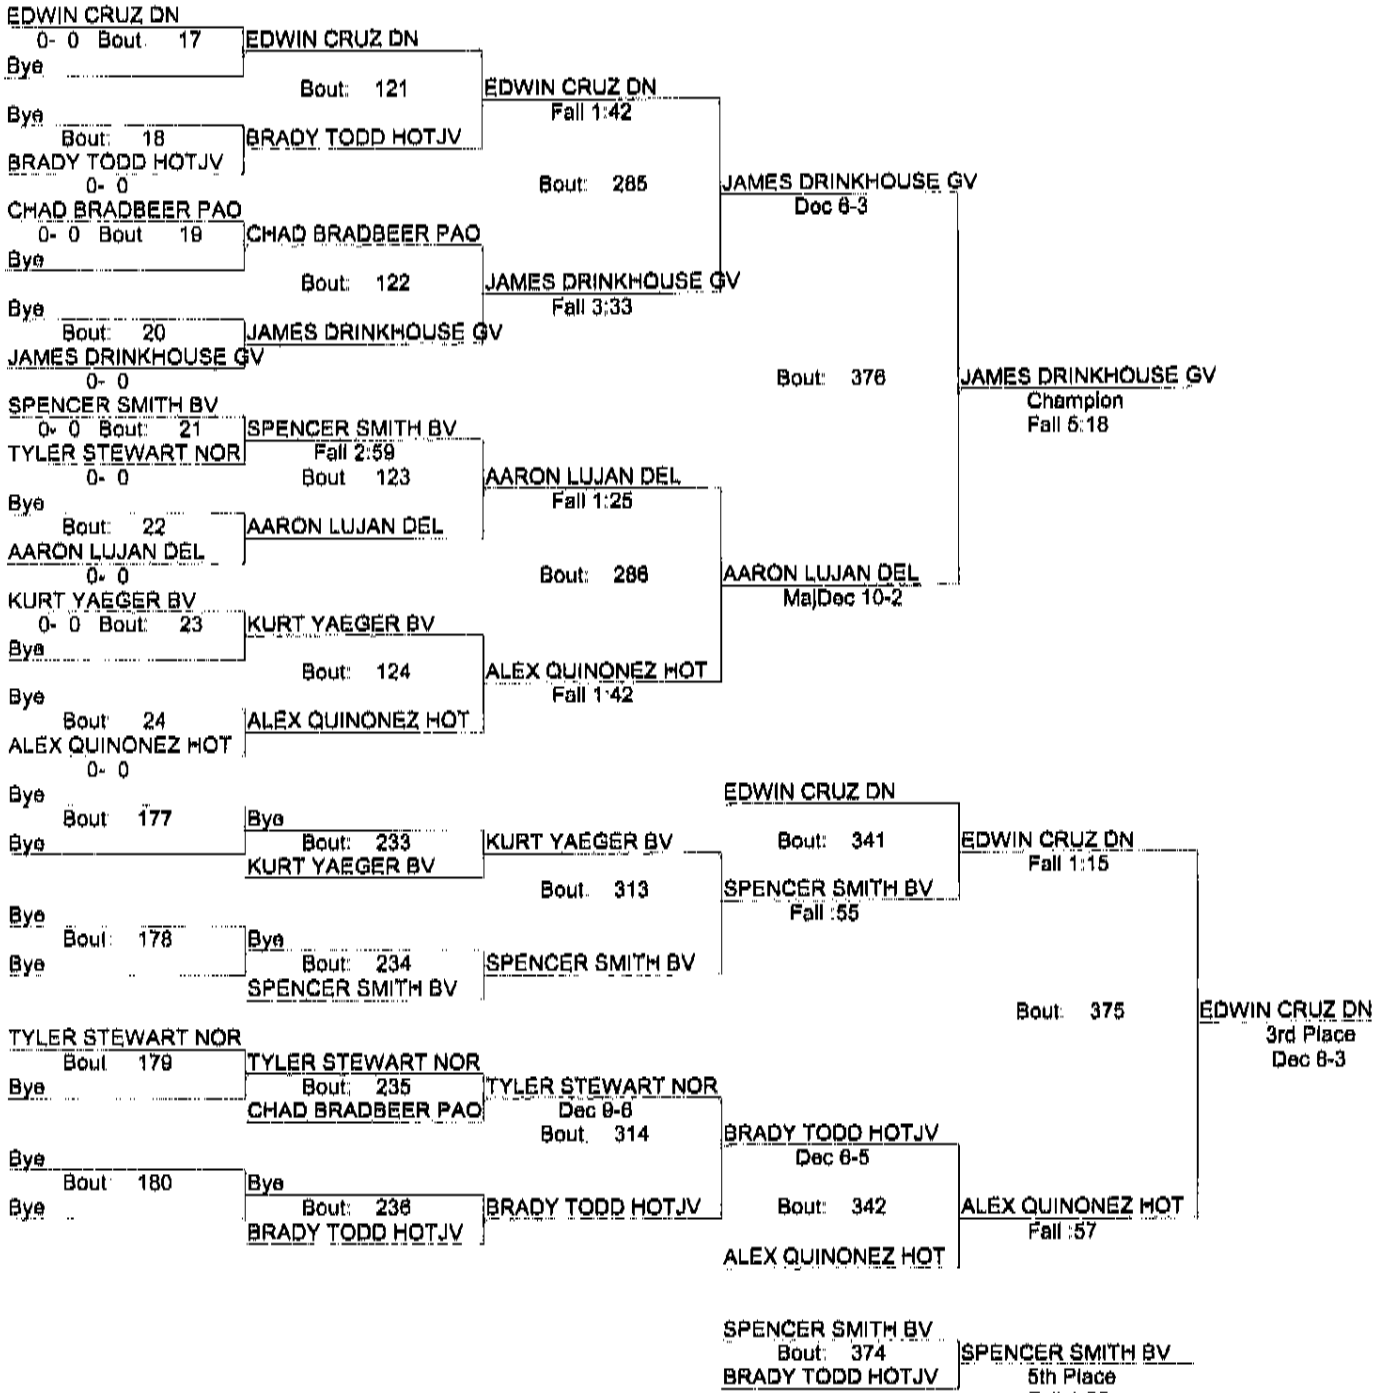 EDWIN CRUZ DN
0- 0 Bout: 17
Bye
EDWIN CRUZ DN
Bout: 121
Bye
Bout: 18
BRADY TODD HOTJV
0- 0
BRADY TODD HOTJV
EDWIN CRUZ DN
Fall 1:42
Bout: 285
CHAD BRADBEER PAO
0- 0 Bout 19
Bye
CHAD BRADBEER PAO
Bout: 122
Bye
Bout: 20
JAMES DRINKHOUSE GV
0- 0
JAMES DRINKHOUSE GV
JAMES DRINKHOUSE GV
Fall 3:33
JAMES DRINKHOUSE GV
Dec 6-3
Bout: 376
JAMES DRINKHOUSE GV
Champion
Fall 5:18
SPENCER SMITH BV
0- 0 Bout: 21
TYLER STEWART NOR
0- 0
SPENCER SMITH BV
Fall 2:59
Bout 123
Bye
Bout: 22
AARON LUJAN DEL
0- 0
AARON LUJAN DEL
AARON LUJAN DEL
Fall 1:25
Bout: 286
AARON LUJAN DEL
MajDec 10-2
KURT YAEGER BV
0- 0 Bout: 23
Bye
KURT YAEGER BV
Bout: 124
Bye
Bout 24
ALEX QUINONEZ HOT
0- 0
ALEX QUINONEZ HOT
ALEX QUINONEZ HOT
Fall 1:42
Bye
Bout 177
Bye
Bye
Bout: 233
KURT YAEGER BV
KURT YAEGER BV
Bout: 313
Bye
Bout: 178
Bye
Bye
Bout: 234
SPENCER SMITH BV
SPENCER SMITH BV
EDWIN CRUZ DN
Bout: 341
SPENCER SMITH BV
Fall :55
EDWIN CRUZ DN
Fall 1:15
Bout: 375
EDWIN CRUZ DN
3rd Place
Dec 6-3
TYLER STEWART NOR
Bout 179
Bye
TYLER STEWART NOR
Bout: 235
CHAD BRADBEER PAO
TYLER STEWART NOR
Dec 9-6
Bout. 314
Bye
Bout 180
Bye
Bye
Bout: 236
BRADY TODD HOTJV
BRADY TODD HOTJV
BRADY TODD HOTJV
Dec 6-5
Bout: 342
ALEX QUINONEZ HOT
ALEX QUINONEZ HOT
Fall :57
SPENCER SMITH BV
Bout: 374
BRADY TODD HOTJV
SPENCER SMITH BV
5th Place